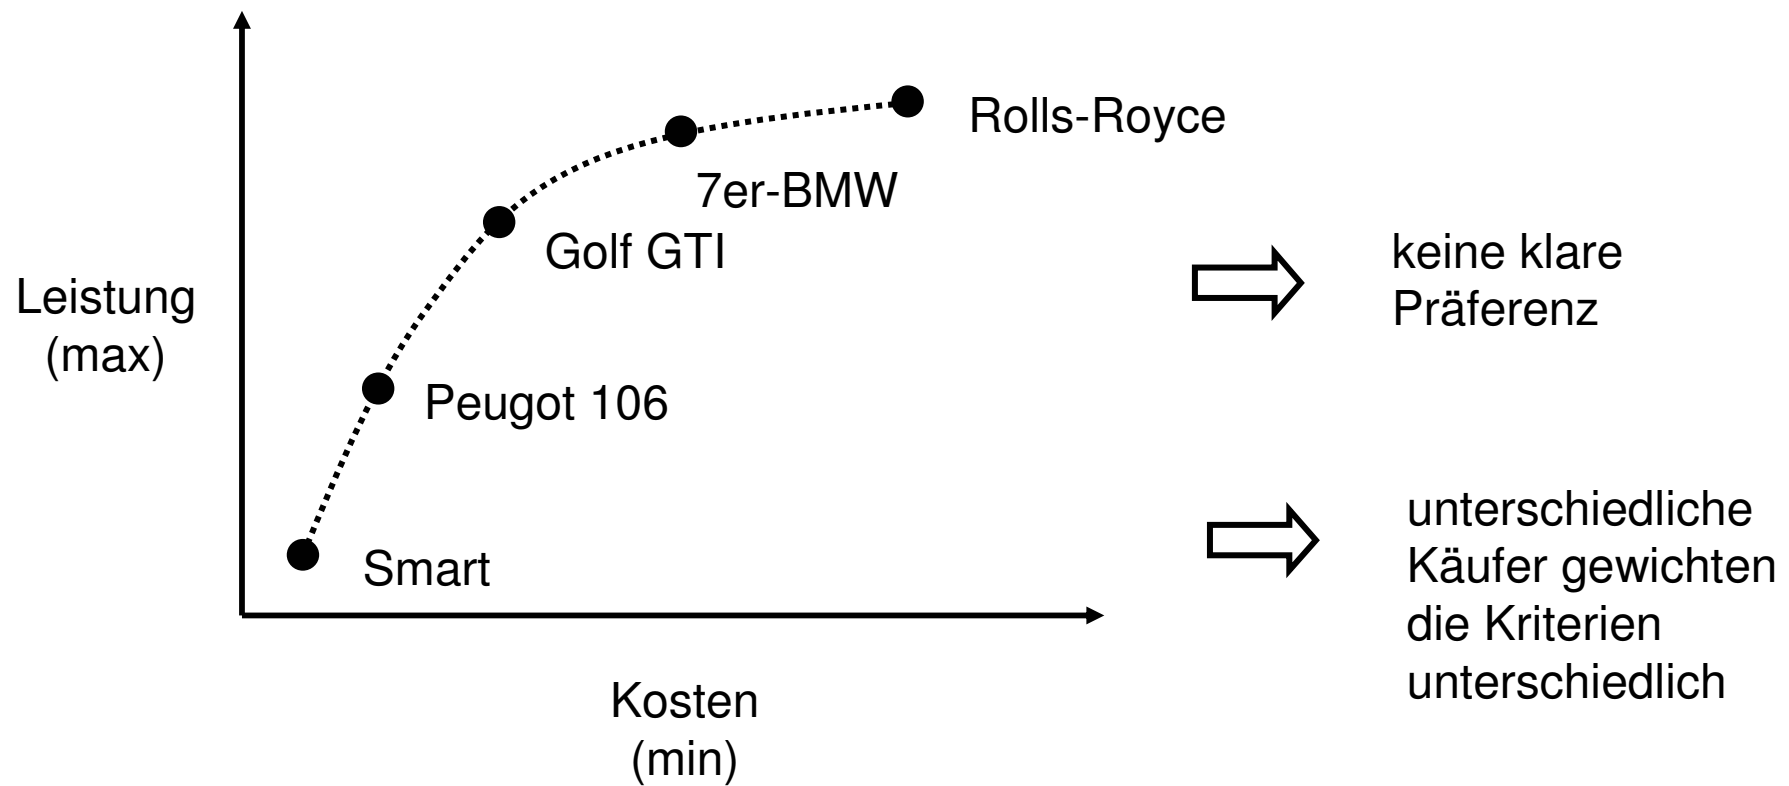 Rolls-Royce
7er-BMW
Golf GTI
keine klare
Präferenz
Leistung
(max)
Peugot 106
unterschiedliche
Käufer gewichten
die Kriterien
unterschiedlich
Smart
Kosten
(min)